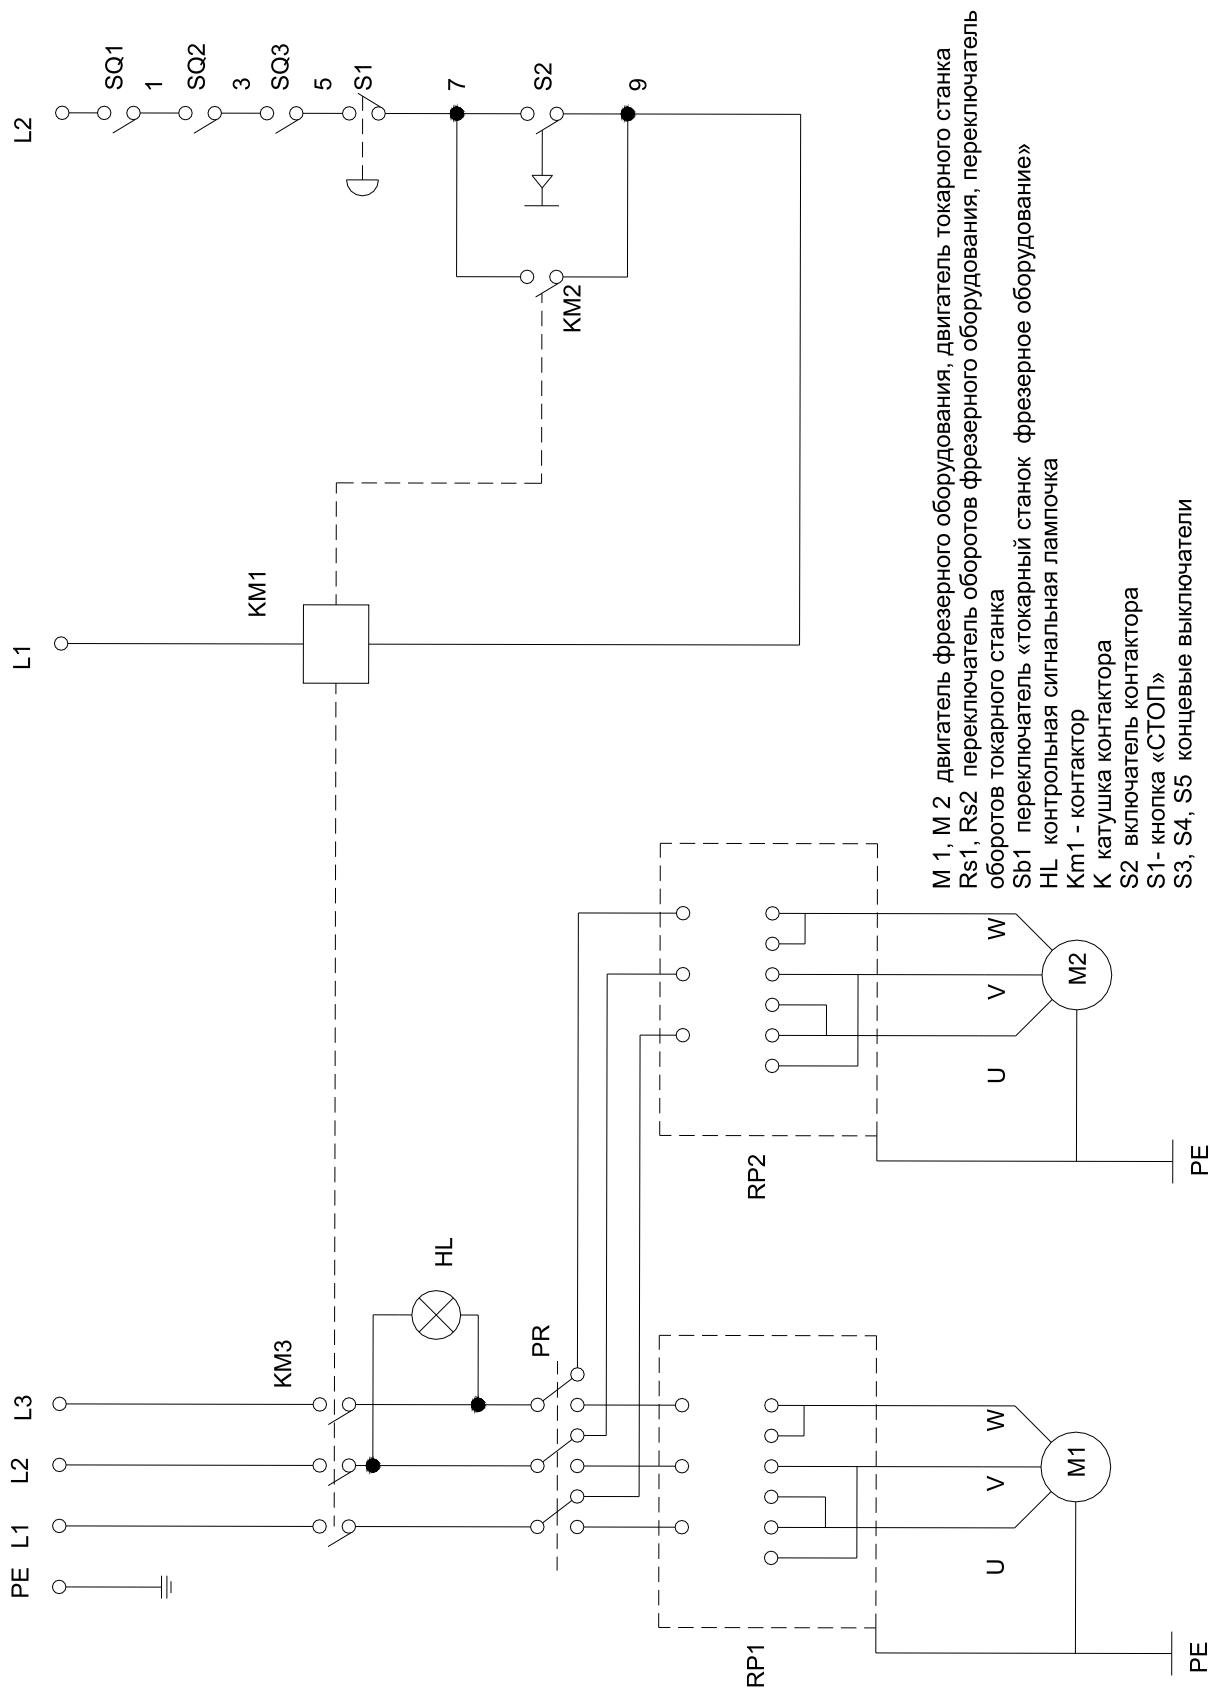 PE
L1
L2
L3
L1
L2
KM3
KM1
SQ1
1
SQ2
3
SQ3
5
S1
7
S2
9
KM2
HL
PR
RP1
RP2
U
V
W
M1
U
V
W
M2
PE
PE
M 1, M 2 двигатель фрезерного оборудования, двигатель токарного станка
Rs1, Rs2 переключатель оборотов фрезерного оборудования, переключатель
оборотов токарного станка
Sb1 переключатель «токарный станок фрезерное оборудование»
HL контрольная сигнальная лампочка
Km1 - контактор
K катушка контактора
S2 включатель контактора
S1- кнопка «СТОП»
S3, S4, S5 концевые выключатели